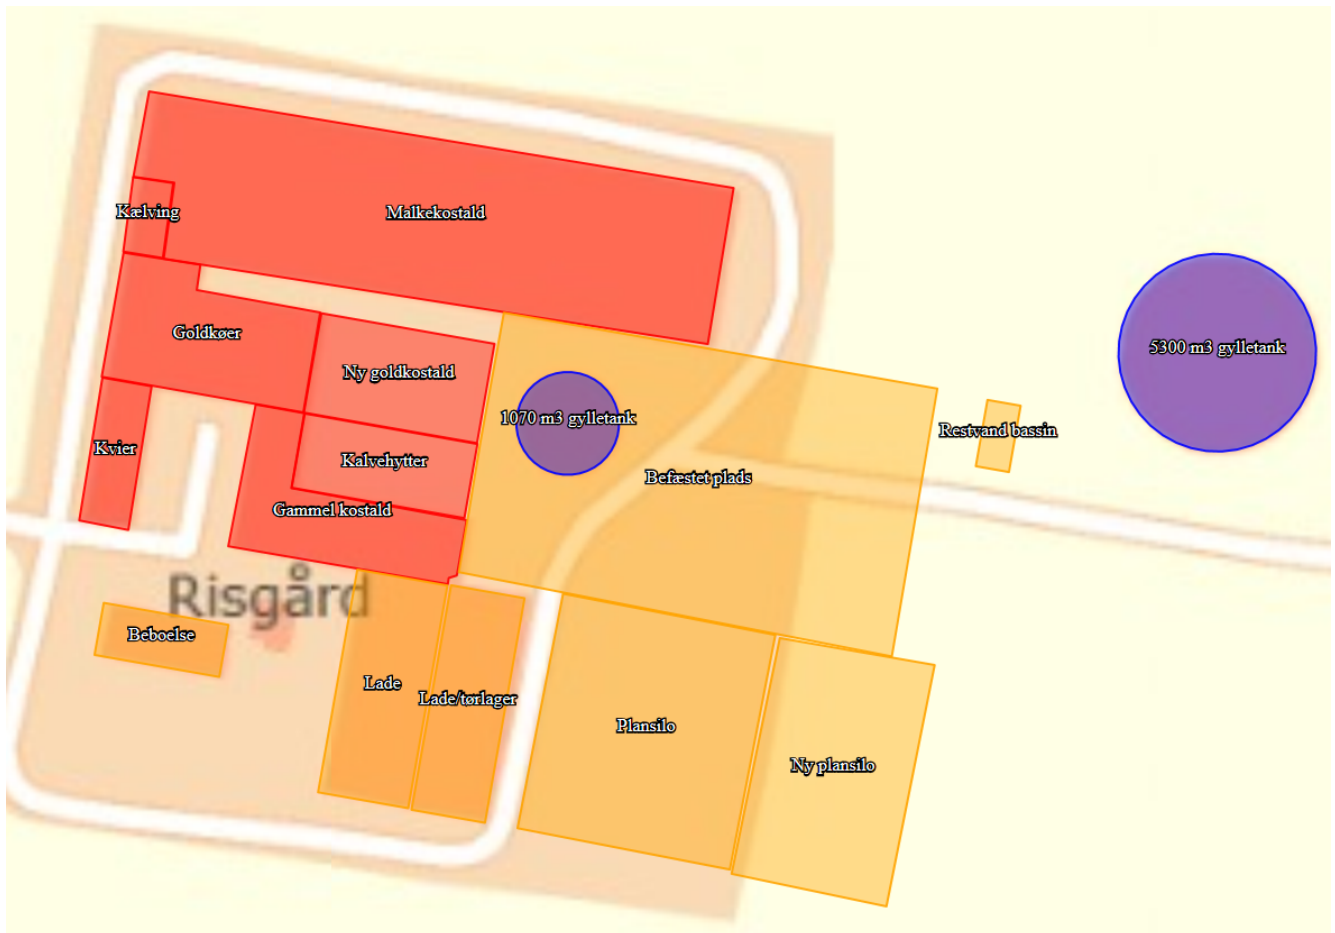 Kælving
Malkekostald
Goldkøer
5300 m3 gylletank
Ny goldkostald
1070 m3 gylletank
Restvand bassin
Kvier
Kalvehytter
Befæstet plads
Gammel kostald
Risgård
Beboelse
Lade
Lade/tørlager
Plansilo
Ny plansilo